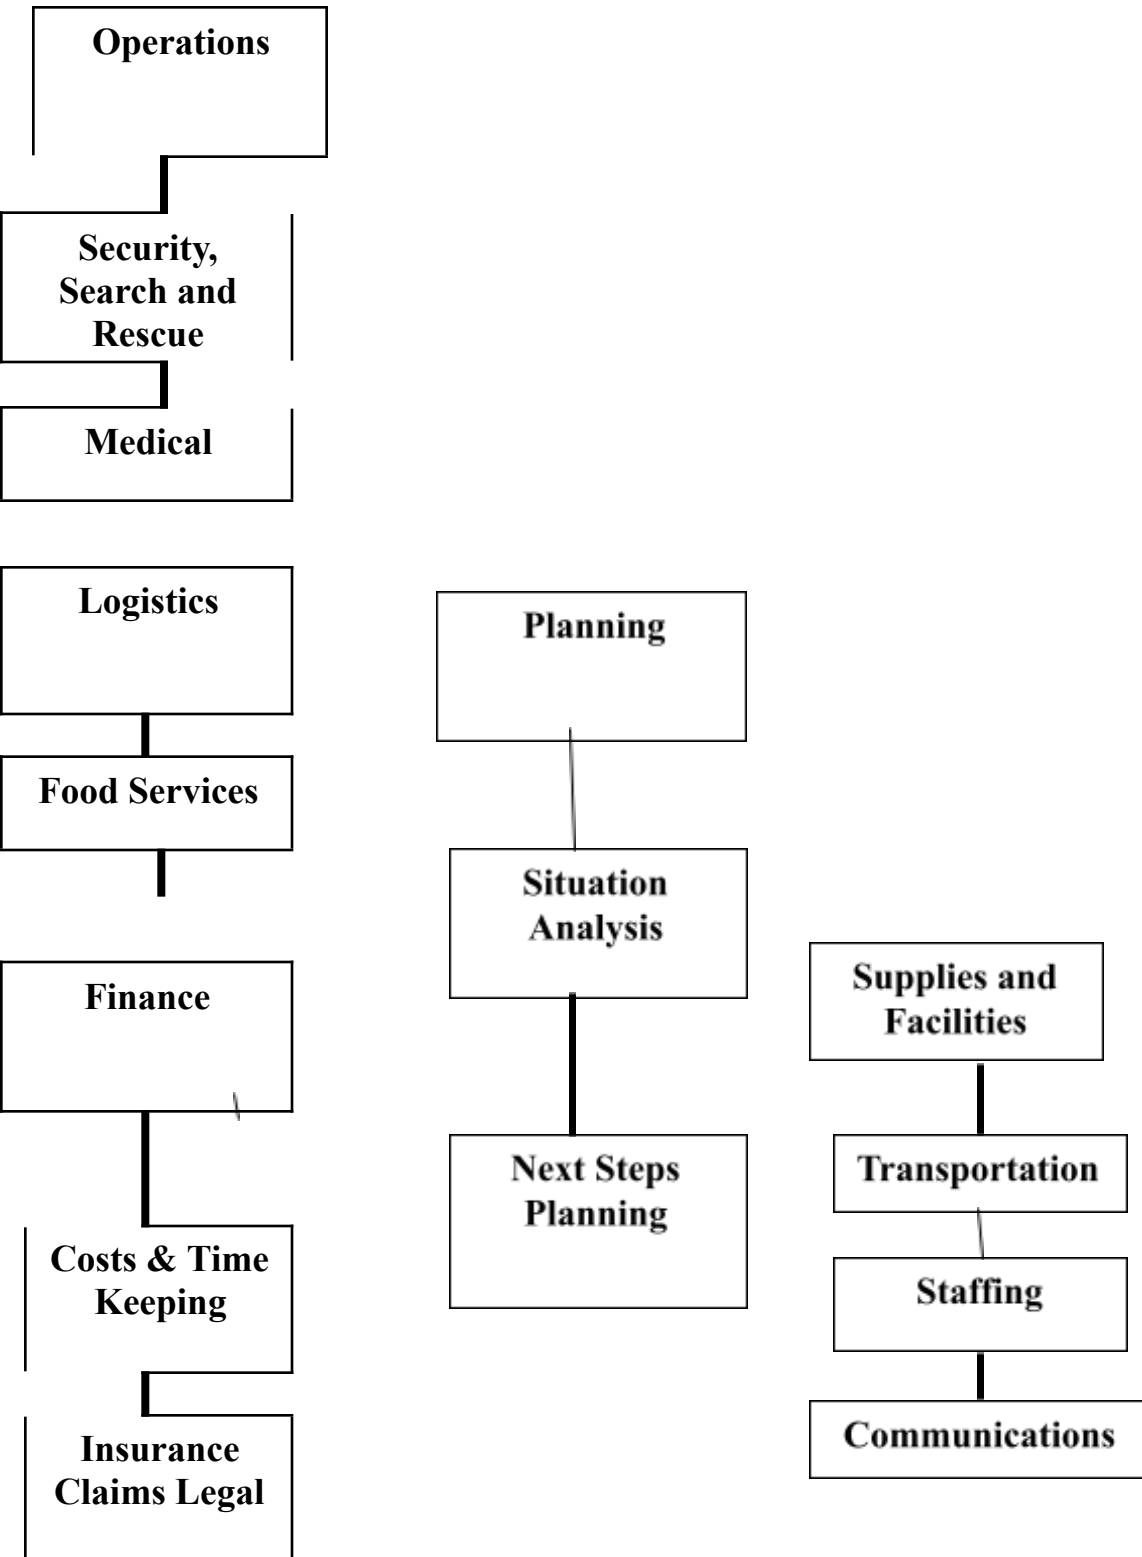 Operations
Security,
Search and
Rescue
Medical
Logistics
Food Services
Finance
Costs & Time
Keeping
Insurance
Claims Legal
Planning
Situation
Analysis
Next Steps
Planning
Supplies and
Facilities
Transportation
Staffing
Communications